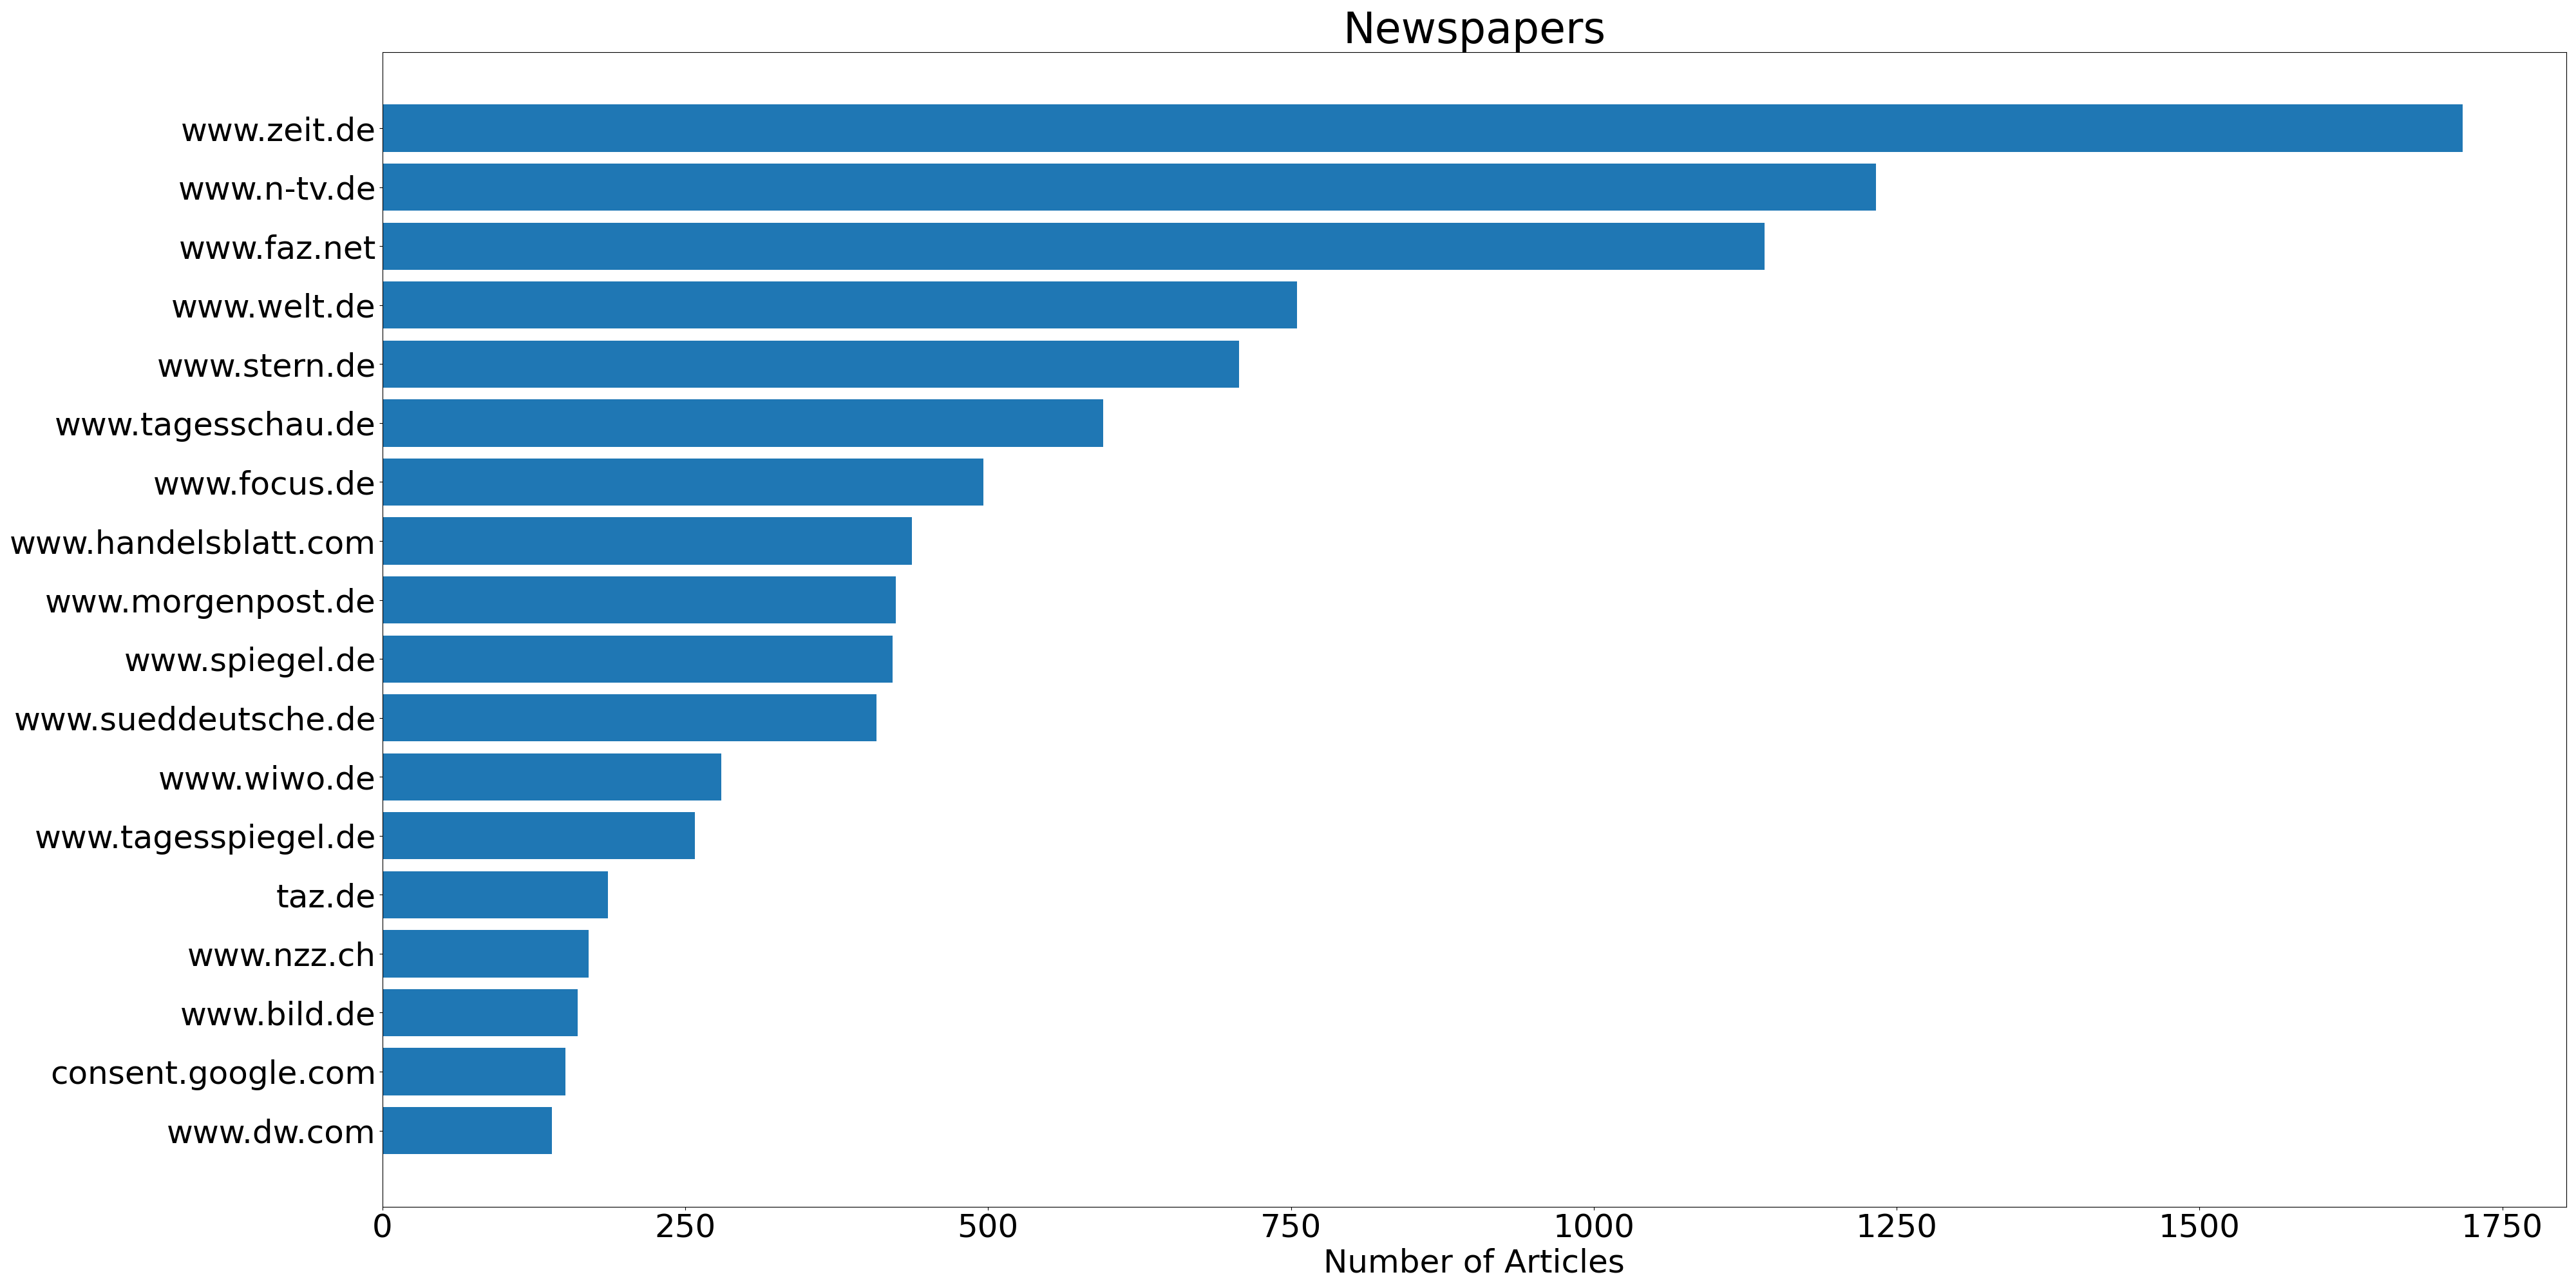 Newspapers
www.zeit.de
www.n-tv.de
www.faz.net
www.welt.de
www.stern.de
www.tagesschau.de
www.focus.de
www.handelsblatt.com
www.morgenpost.de
www.spiegel.de
www.sueddeutsche.de
www.wiwo.de
www.tagesspiegel.de
taz.de
www.nzz.ch
www.bild.de
consent.google.com
www.dw.com
0 250 500 750 1000 1250 1500 1750
Number of Articles